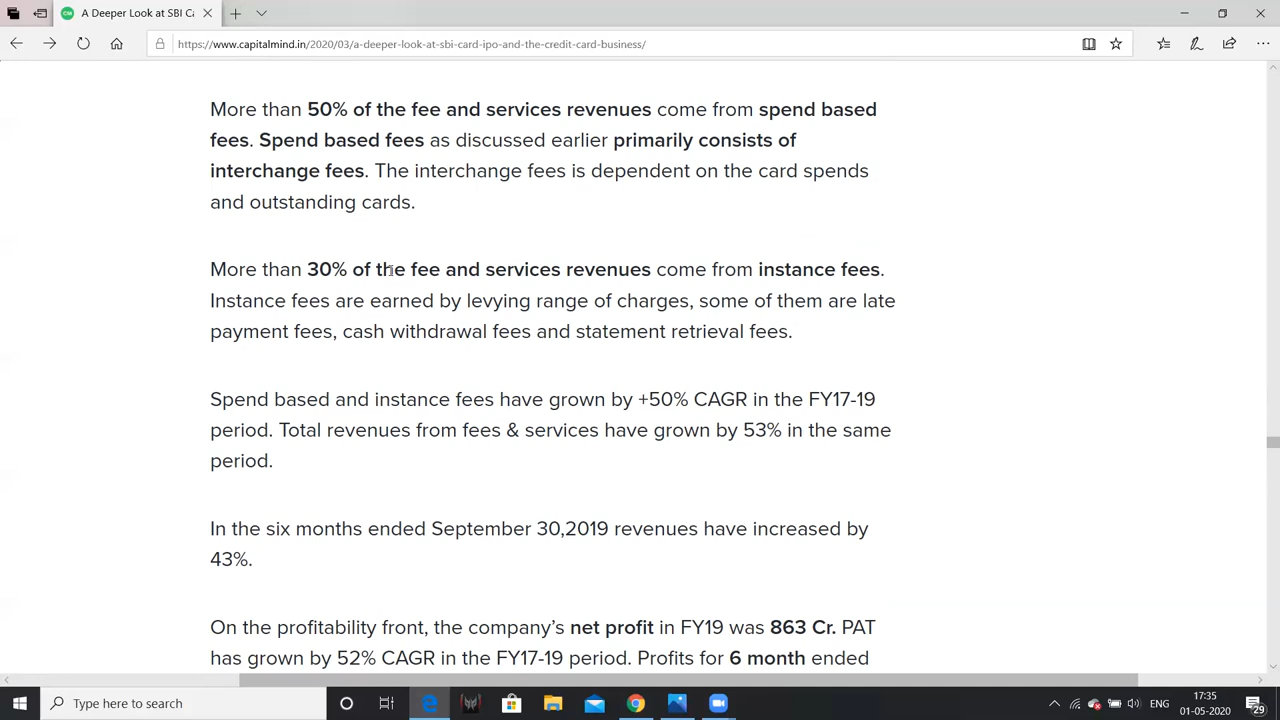 A Deeper Look at SBI Ca
https://www.capitalmind.in/2020/03/a-deeper-look-at-sbi-card-ipo-and-the-credit-card-business/
More than 50% of the fee and services revenues come from spend based
fees. Spend based fees as discussed earlier primarily consists of
interchange fees. The interchange fees is dependent on the card spends
and outstanding cards.
More than 30% of the fee and services revenues come from instance fees.
Instance fees are earned by levying range of charges, some of them are late
payment fees, cash withdrawal fees and statement retrieval fees.
Spend based and instance fees have grown by +50% CAGR in the FY17-19
period. Total revenues from fees & services have grown by 53% in the same
period.
In the six months ended September 30,2019 revenues have increased by
43%.
On the profitability front, the company's net profit in FY19 was 863 Cr. PAT
has grown by 52% CAGR in the FY17-19 period. Profits for 6 month ended
Type here to search
ENG
17:35
01-05-2020
29